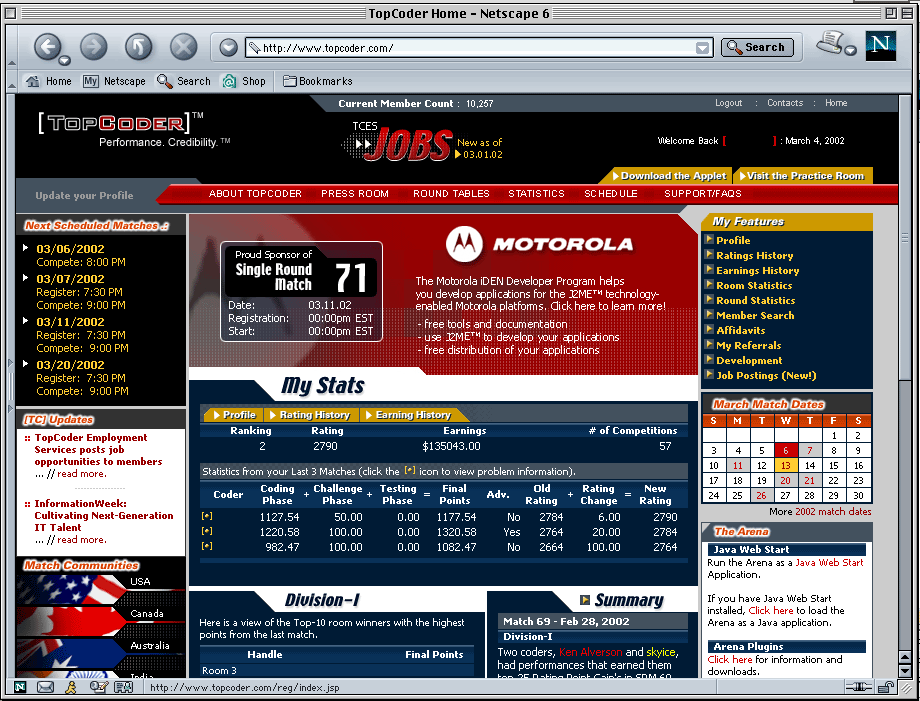 TopCoder Home - Netscape 6
http://www.topcoder.com/
Search
N
Home
My Netscape
Search
Shop
Bookmarks
Current Member Count : 10,257
Logout : Contacts : Home
[TOPCODER]™
Performance. Credibility.™
TCES
JOBS
New as of
03.01.02
Welcome Back
: March 4, 2002
Download the Applet
Visit the Practice Room
Update your Profile
ABOUT TOPCODER
PRESS ROOM
ROUND TABLES
STATISTICS
SCHEDULE
SUPPORT/FAQS
Next Scheduled Matches .:
03/06/2002
Compete: 8:00 PM
03/07/2002
Register: 7:30 PM
Compete: 9:00 PM
03/11/2002
Register: 7:30 PM
Compete: 9:00 PM
03/20/2002
Register: 7:30 PM
Compete: 9:00 PM
[TC] Updates
:: TopCoder Employment
Services posts job
opportunities to members
... // read more.
:: InformationWeek:
Cultivating Next-Generation
IT Talent
... // read more.
Match Communities
USA
Canada
Australia
India
Proud Sponsor of
Single Round
Match
71
Date: 03.11.02
Registration: 00:00pm EST
Start: 00:00pm EST
MOTOROLA
The Motorola iDEN Developer Program helps
you develop applications for the J2ME™ technology-
enabled Motorola platforms. Click here to learn more!
- free tools and documentation
- use J2ME™ to develop your applications
- free distribution of your applications
My Stats
Profile
Rating History
Earning History
Ranking Rating Earnings # of Competitions
2 2790 $135043.00 57
Statistics from your Last 3 Matches (click the [*] icon to view problem information).
Coder Coding Phase + Challenge Phase + Testing Phase = Final Points Adv. Old Rating + Rating Change = New Rating
[*] 1127.54 50.00 0.00 1177.54 No 2784 6.00 2790
[*] 1220.58 100.00 0.00 1320.58 Yes 2764 20.00 2784
[*] 982.47 100.00 0.00 1082.47 No 2664 100.00 2764
Division-I
Here is a view of the Top-10 room winners with the highest
points from the last match.
Handle Final Points
Room 3
Summary
Match 69 - Feb 28, 2002
Division-I
Two coders, Ken Alverson and skyice,
had performances that earned them
top 25 Rating Point Gain's in SRM 69.
My Features
Profile
Ratings History
Earnings History
Room Statistics
Round Statistics
Member Search
Affidavits
My Referrals
Development
Job Postings (New!)
March Match Dates
S M T W T F S
1 2
3 4 5 6 7 8 9
10 11 12 13 14 15 16
17 18 19 20 21 22 23
24 25 26 27 28 29 30
More 2002 match dates
The Arena
Java Web Start
Run the Arena as a Java Web Start
Application.
If you have Java Web Start
installed, Click here to load the
Arena as a Java application.
Arena Plugins
Click here for information and
downloads.
N
http://www.topcoder.com/reg/index.jsp